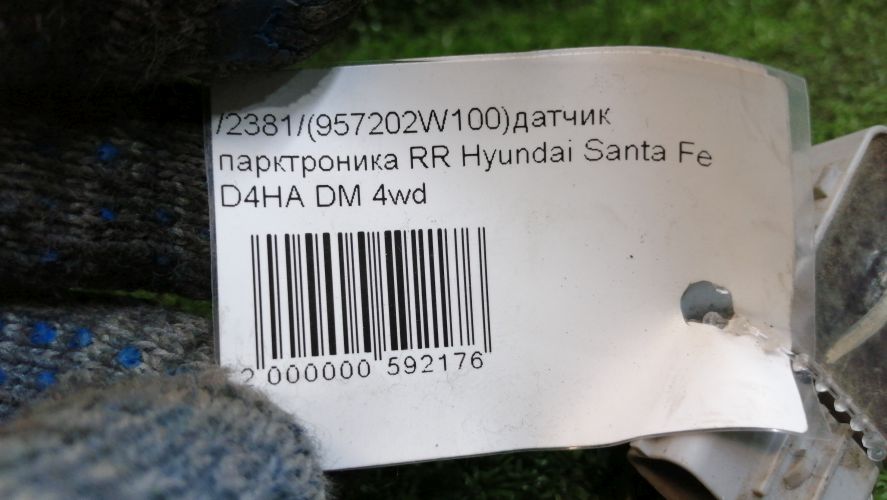 /2381/(957202W100)датчик
парктроника RR Hyundai Santa Fe
D4HA DM 4wd
2 000000 592176